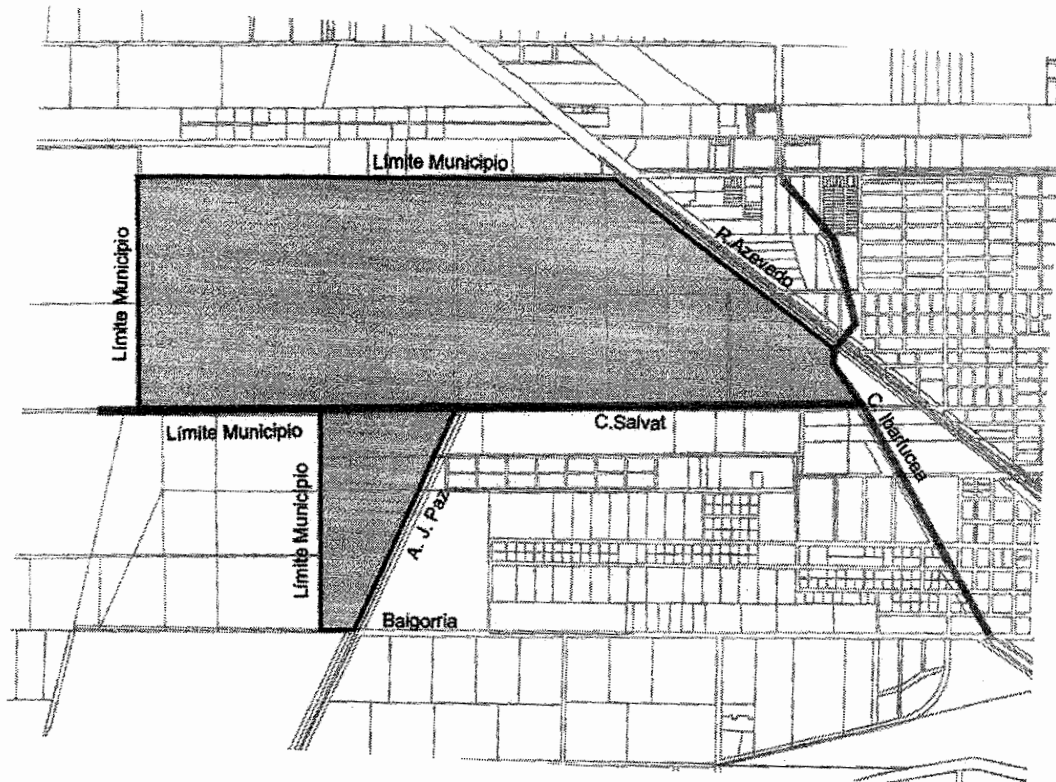 Límite Municipio
Límite Municipio
R. Azevedo
Límite Municipio
C.Salvat
C. Ibarlucea
Límite Municipio
A. J. Paz
Baigorria